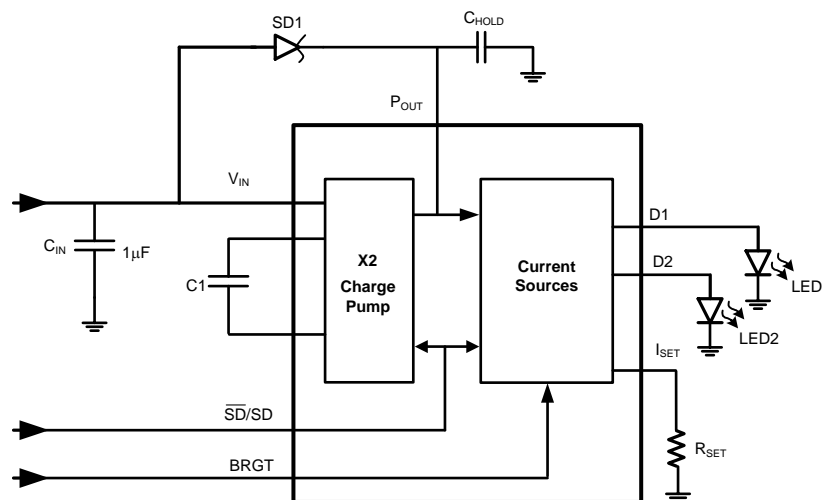 SD1
CHOLD
POUT
VIN
CIN
1µF
C1
X2
Charge
Pump
Current
Sources
D1
D2
LED
LED2
ISET
RSET
SD/SD
BRGT